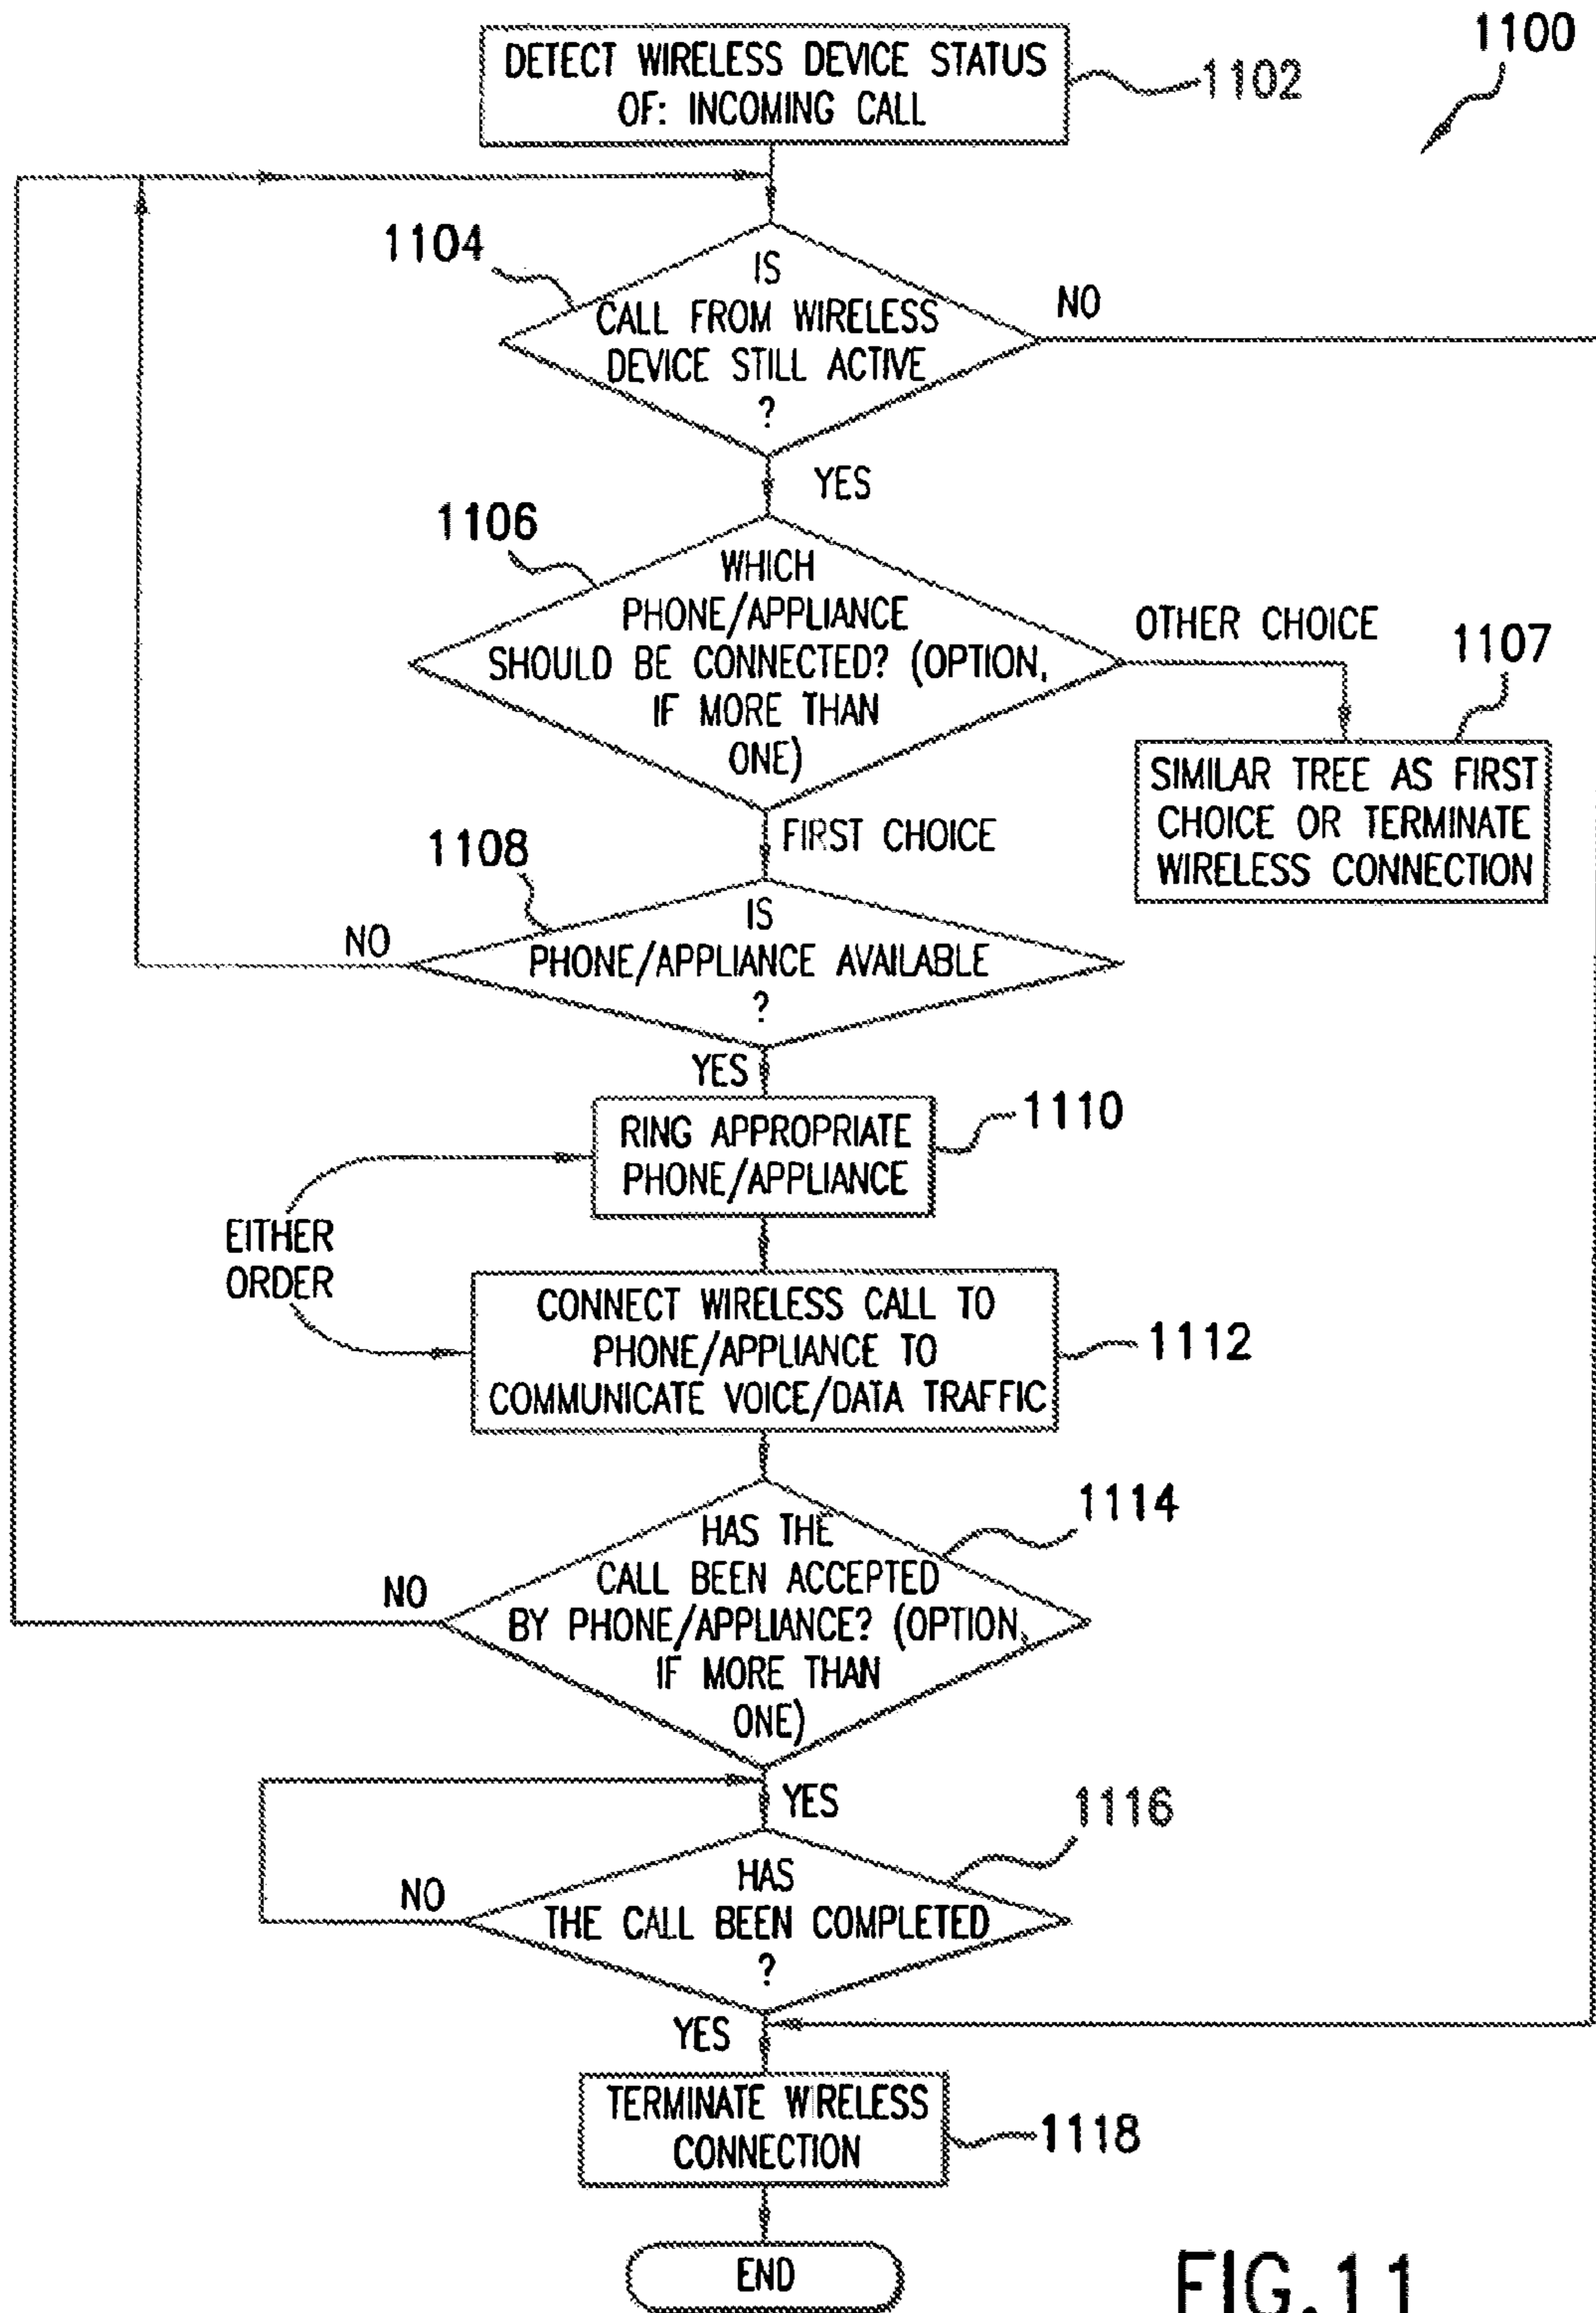 1100
DETECT WIRELESS DEVICE STATUS
OF: INCOMING CALL
1102
1104
IS
CALL FROM WIRELESS
DEVICE STILL ACTIVE
?
NO
YES
1106
WHICH
PHONE/APPLIANCE
SHOULD BE CONNECTED? (OPTION,
IF MORE THAN
ONE)
OTHER CHOICE
1107
SIMILAR TREE AS FIRST
CHOICE OR TERMINATE
WIRELESS CONNECTION
FIRST CHOICE
1108
IS
PHONE/APPLIANCE AVAILABLE
?
NO
YES
RING APPROPRIATE
PHONE/APPLIANCE
1110
EITHER
ORDER
CONNECT WIRELESS CALL TO
PHONE/APPLIANCE TO
COMMUNICATE VOICE/DATA TRAFFIC
1112
HAS THE
CALL BEEN ACCEPTED
BY PHONE/APPLIANCE? (OPTION,
IF MORE THAN
ONE)
1114
NO
YES
1116
HAS
THE CALL BEEN COMPLETED
?
NO
YES
TERMINATE WIRELESS
CONNECTION
1118
END
FIG.11